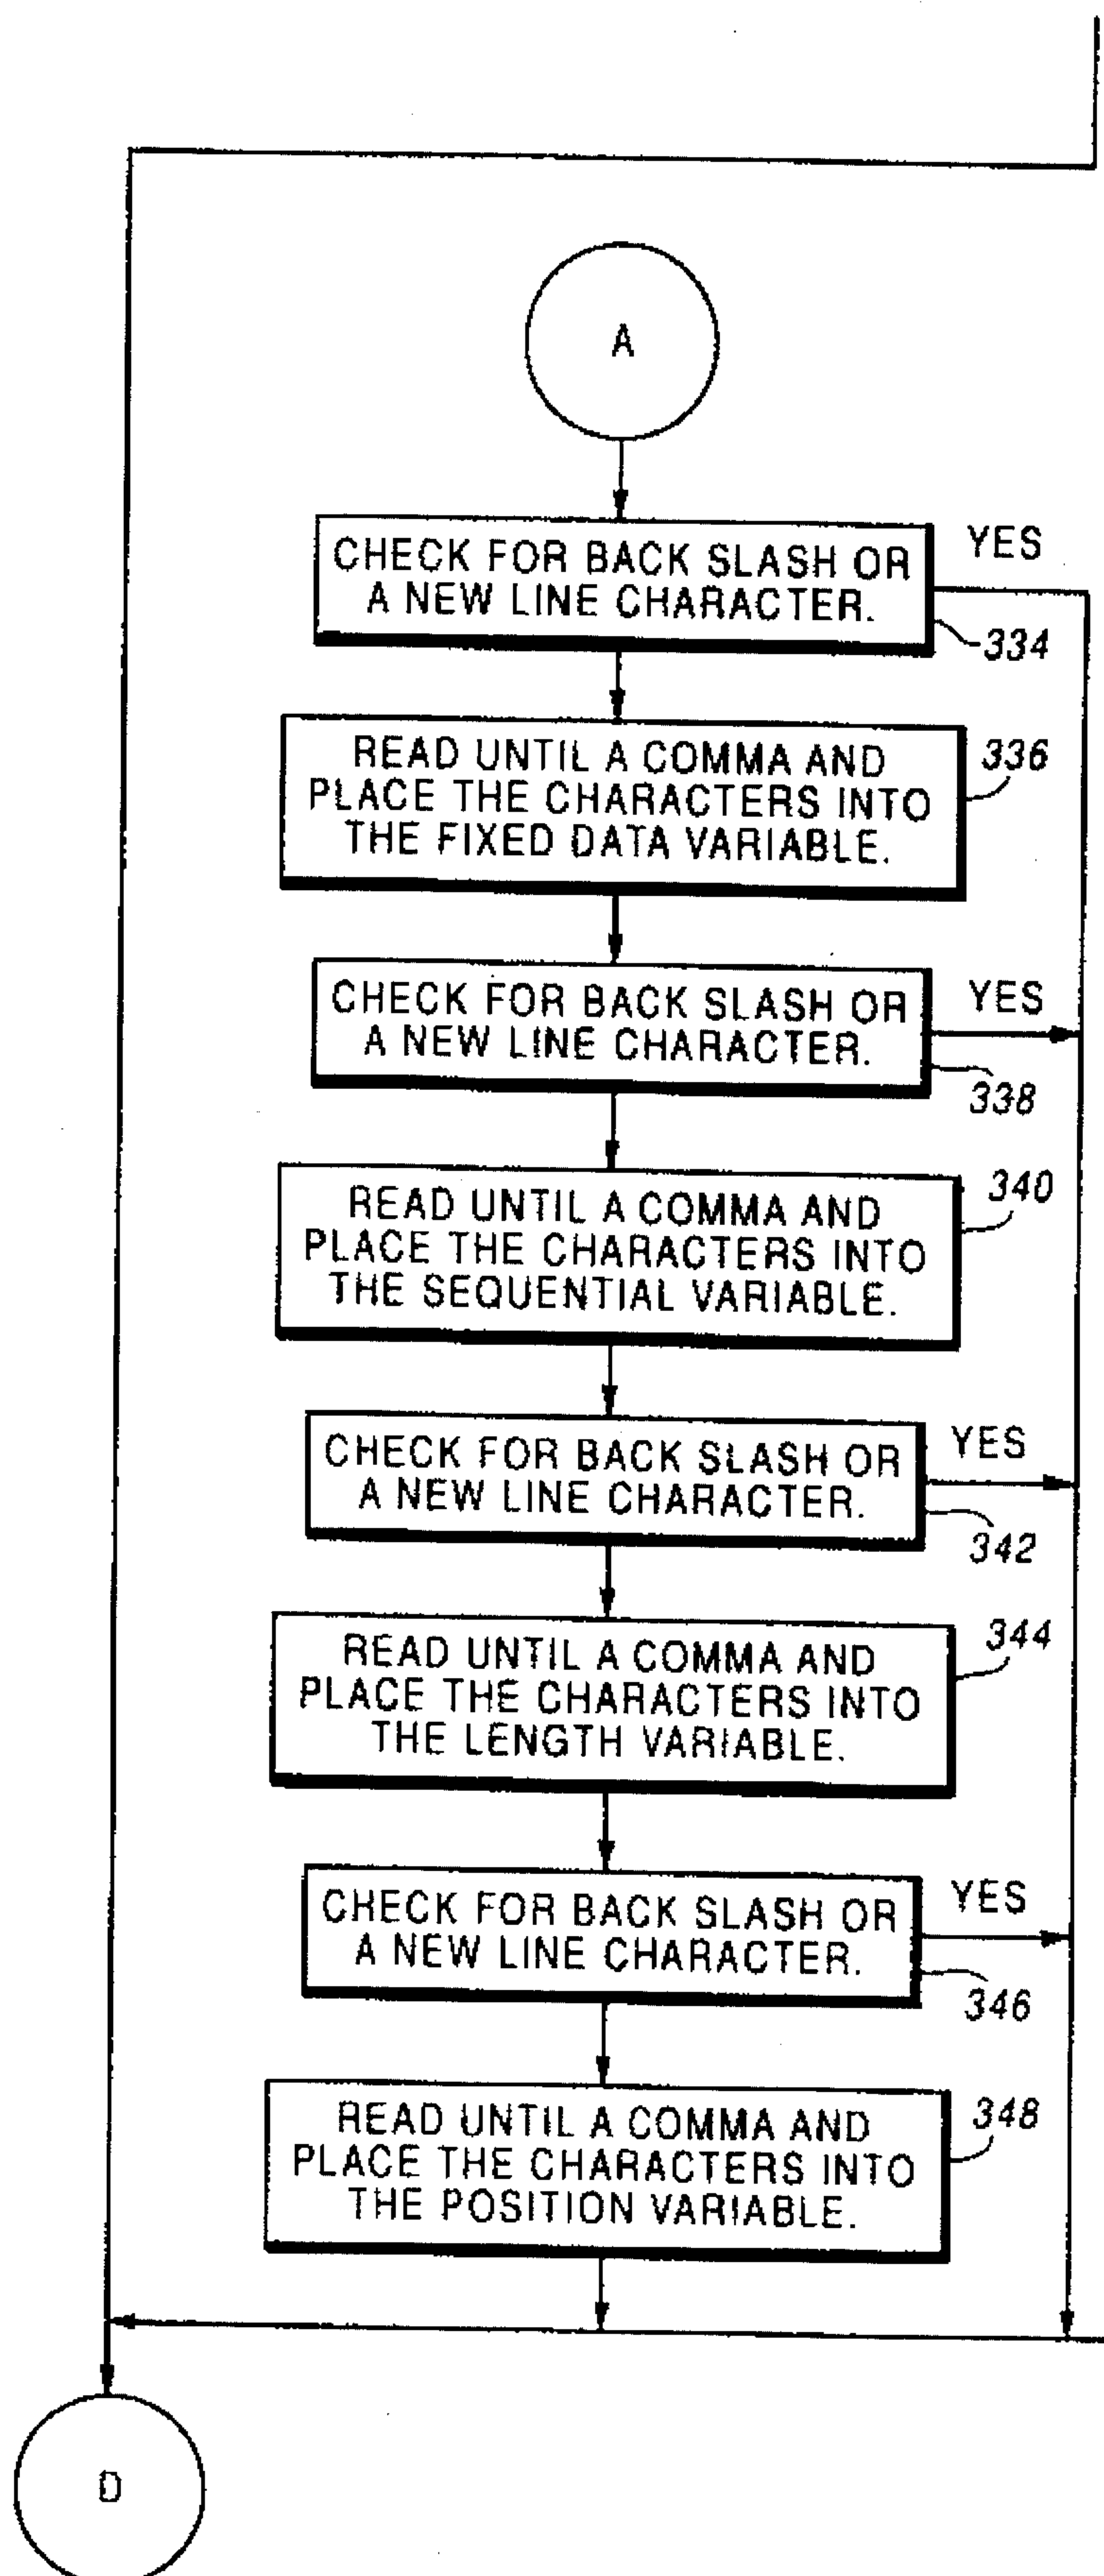 A
CHECK FOR BACK SLASH OR
A NEW LINE CHARACTER.
YES
334
READ UNTIL A COMMA AND
PLACE THE CHARACTERS INTO
THE FIXED DATA VARIABLE.
336
CHECK FOR BACK SLASH OR
A NEW LINE CHARACTER.
YES
338
READ UNTIL A COMMA AND
PLACE THE CHARACTERS INTO
THE SEQUENTIAL VARIABLE.
340
CHECK FOR BACK SLASH OR
A NEW LINE CHARACTER.
YES
342
READ UNTIL A COMMA AND
PLACE THE CHARACTERS INTO
THE LENGTH VARIABLE.
344
CHECK FOR BACK SLASH OR
A NEW LINE CHARACTER.
YES
346
READ UNTIL A COMMA AND
PLACE THE CHARACTERS INTO
THE POSITION VARIABLE.
348
D